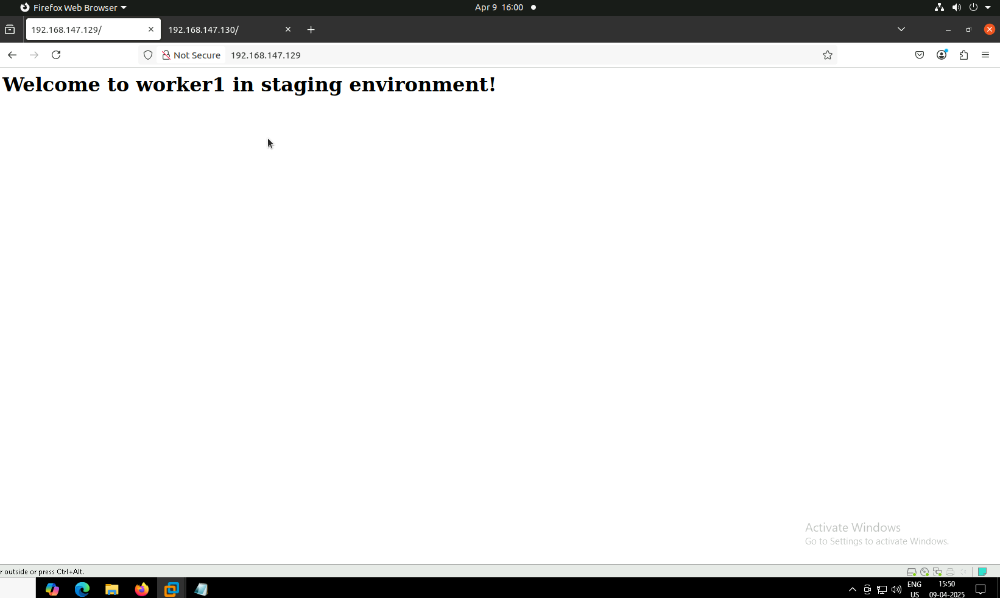 Firefox Web Browser
Apr 9 16:00
192.168.147.129/
192.168.147.130/
Not Secure
192.168.147.129
Welcome to worker1 in staging environment!
Activate Windows
Go to Settings to activate Windows.
r outside or press Ctrl+Alt.
ENG
US
15:50
09-04-2025